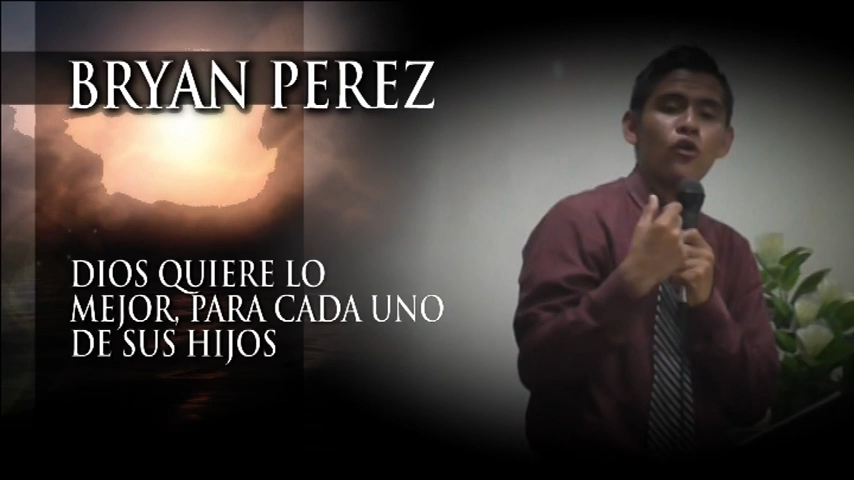 BRYAN PEREZ
DIOS QUIERE LO
MEJOR, PARA CADA UNO
DE SUS HIJOS